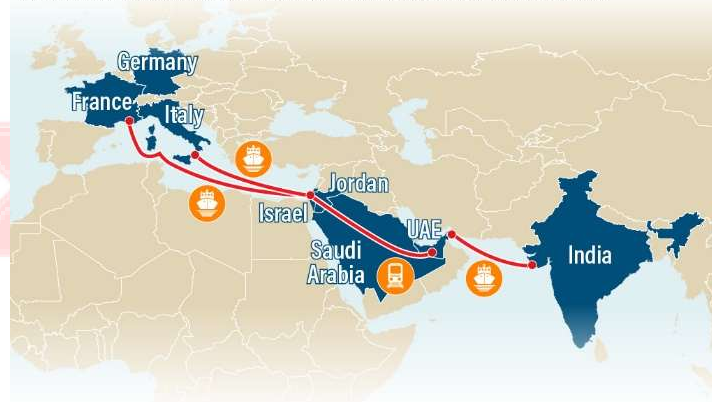 Germany
France
Italy
Jordan
Israel
UAE
Saudi
Arabia
India